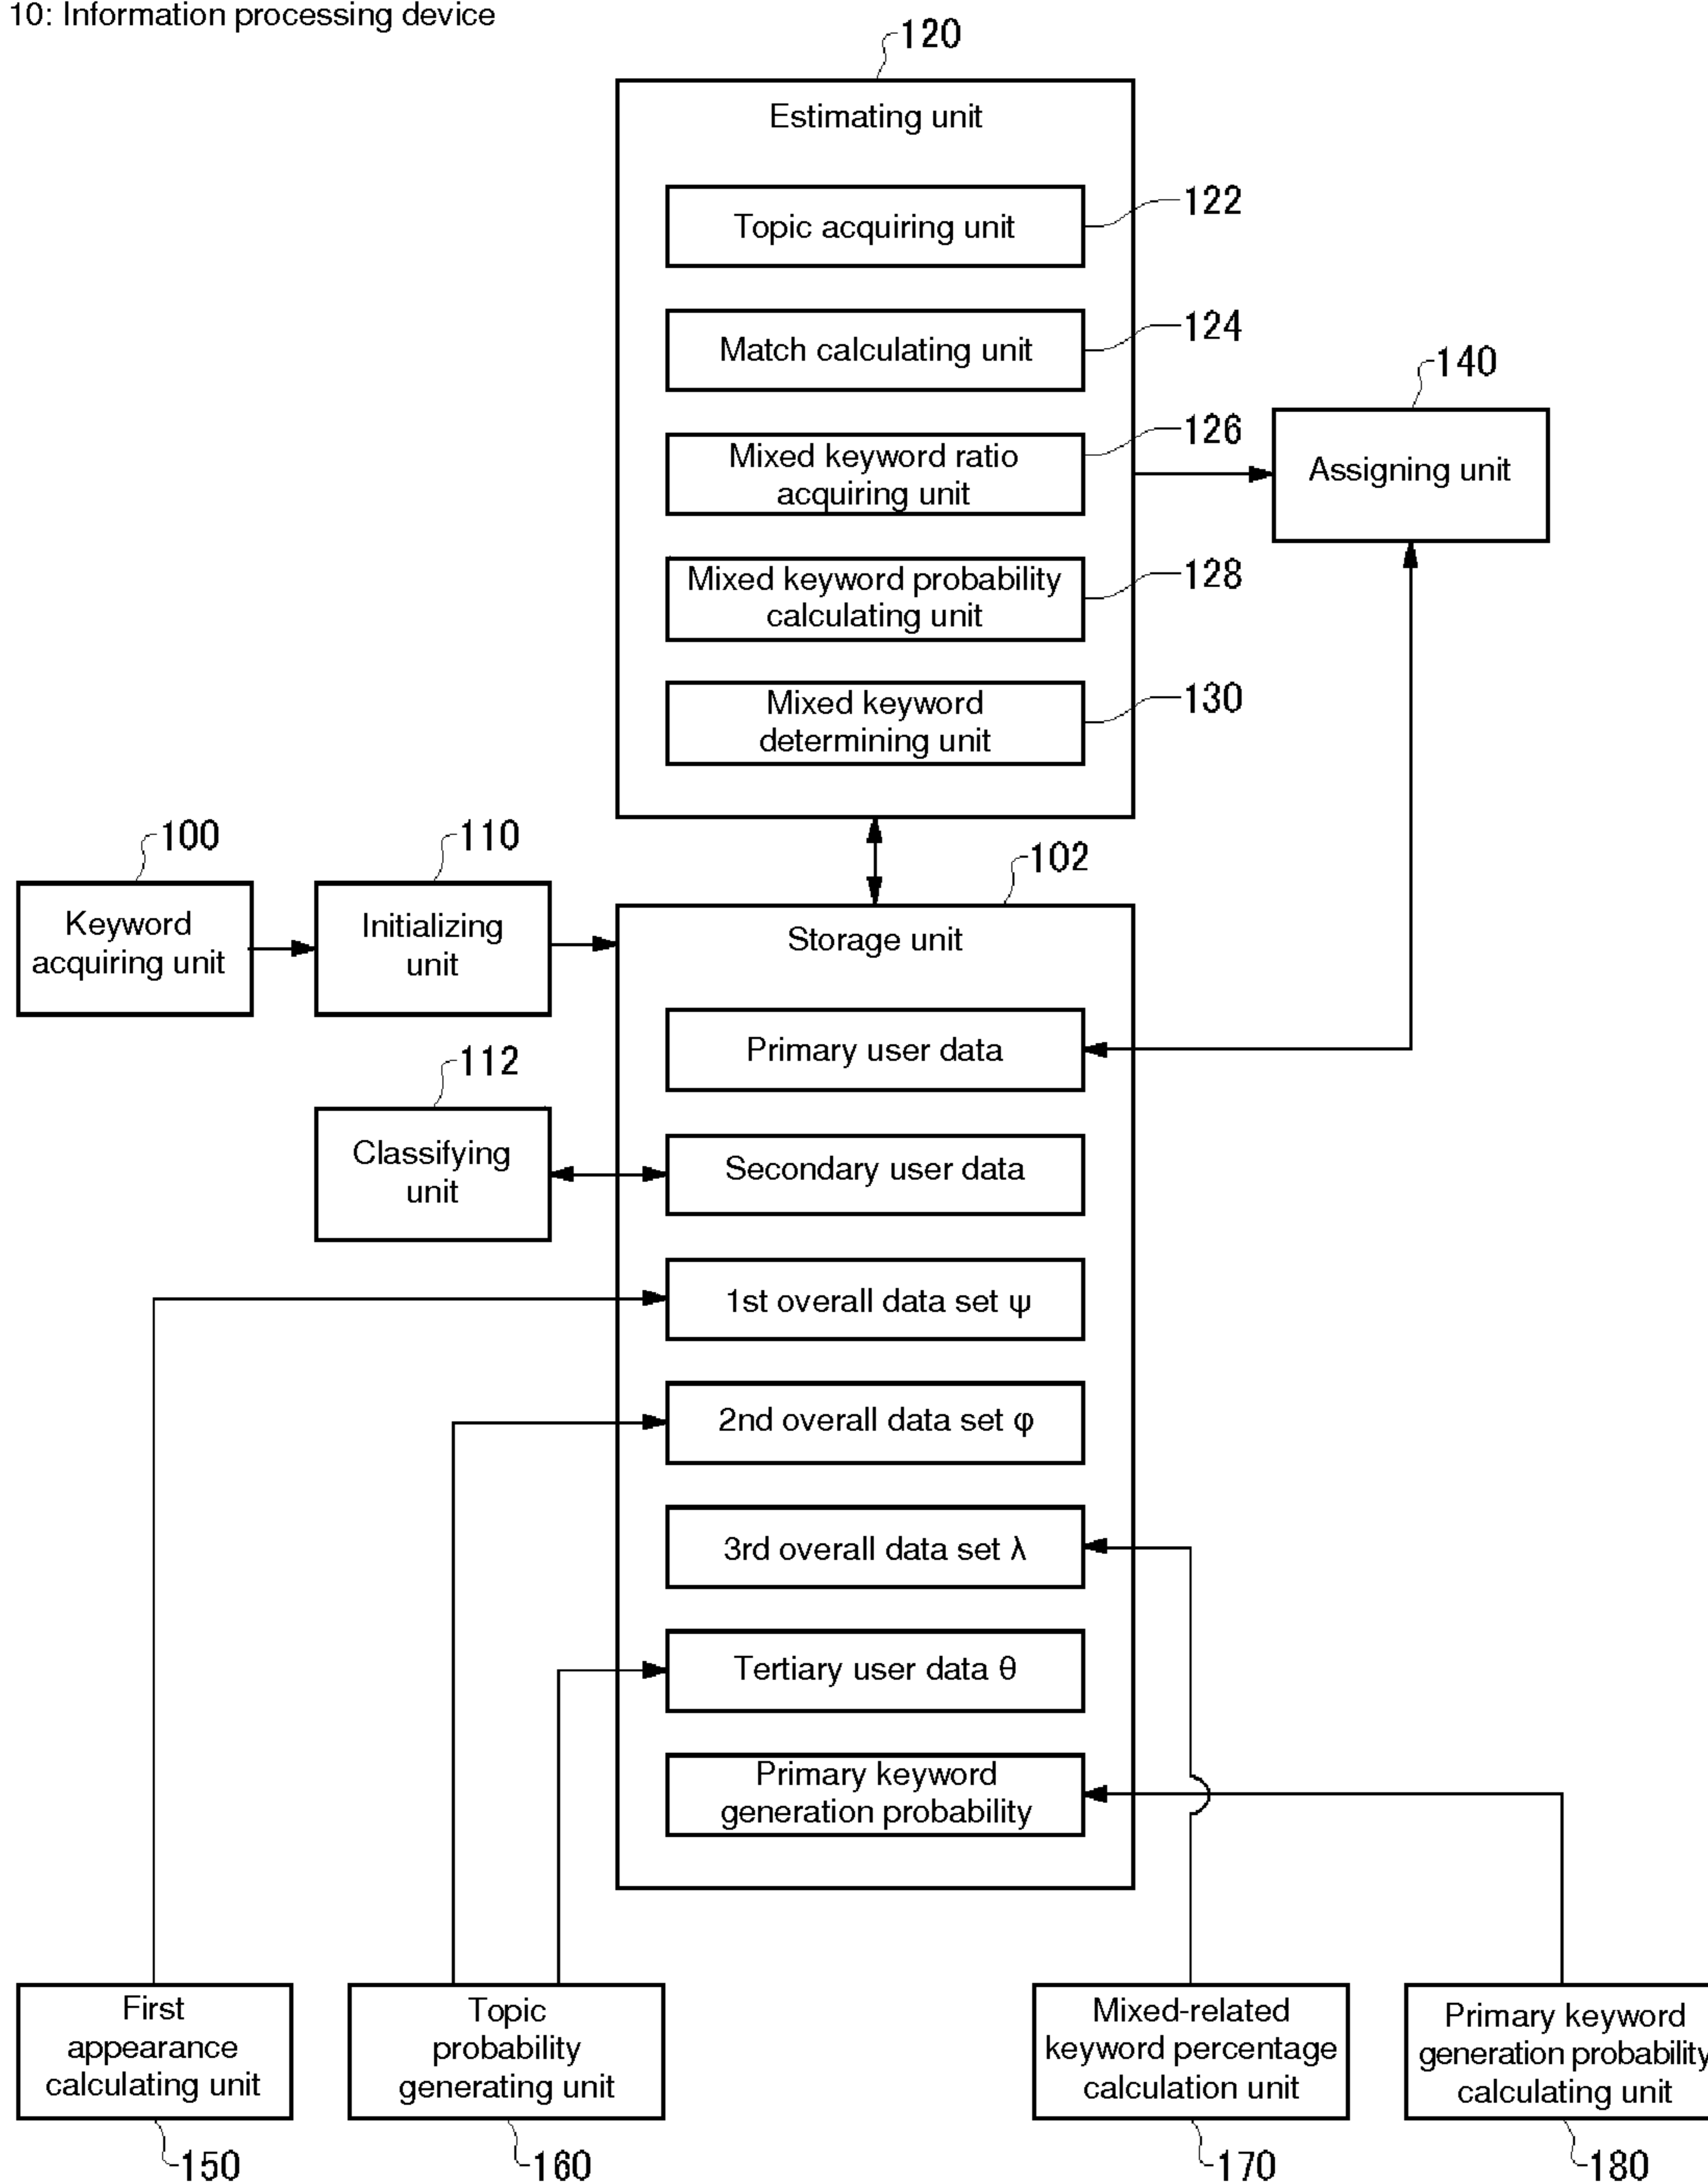 10: Information processing device
120
Estimating unit
Topic acquiring unit
122
Match calculating unit
124
Mixed keyword ratio
acquiring unit
126
Mixed keyword probability
calculating unit
128
Mixed keyword
determining unit
130
140
Assigning unit
100
Keyword
acquiring unit
110
Initializing
unit
102
Storage unit
Primary user data
112
Classifying
unit
Secondary user data
1st overall data set ψ
2nd overall data set φ
3rd overall data set λ
Tertiary user data θ
Primary keyword
generation probability
First
appearance
calculating unit
150
Topic
probability
generating unit
160
Mixed-related
keyword percentage
calculation unit
170
Primary keyword
generation probability
calculating unit
180